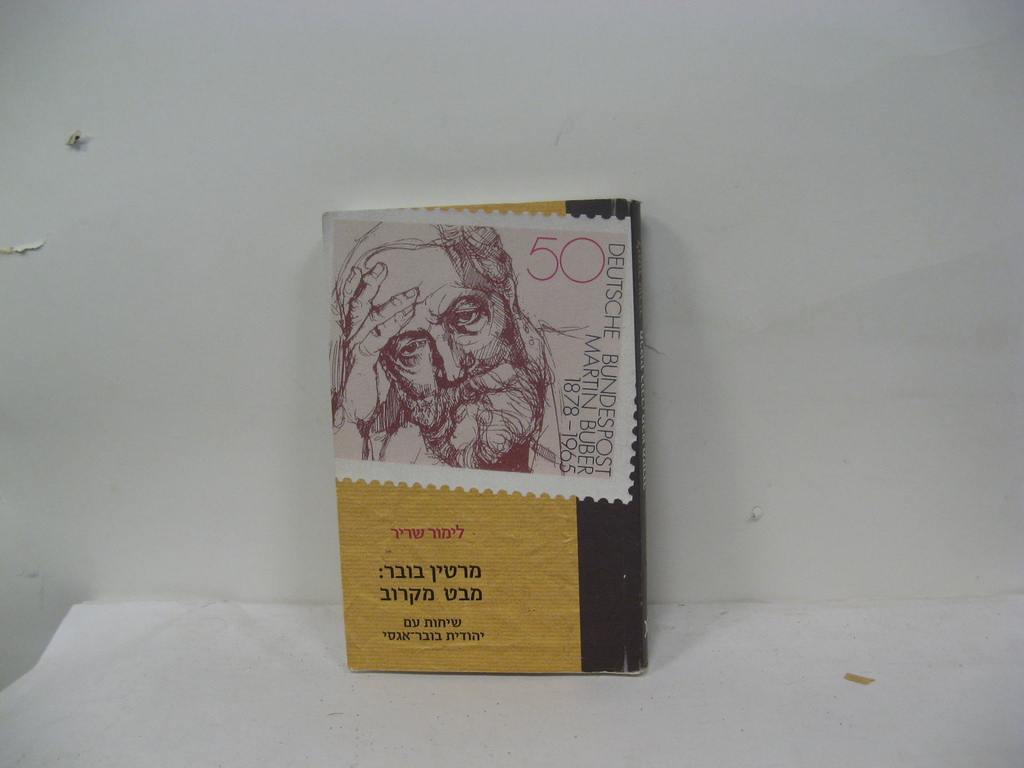 50
DEUTSCHE BUNDESPOST
MARTIN BUBER
1878-1965
לימור שריר
מרטין בובר:
מבט מקרוב
שיחות עם
יהודית בובר־אגסי